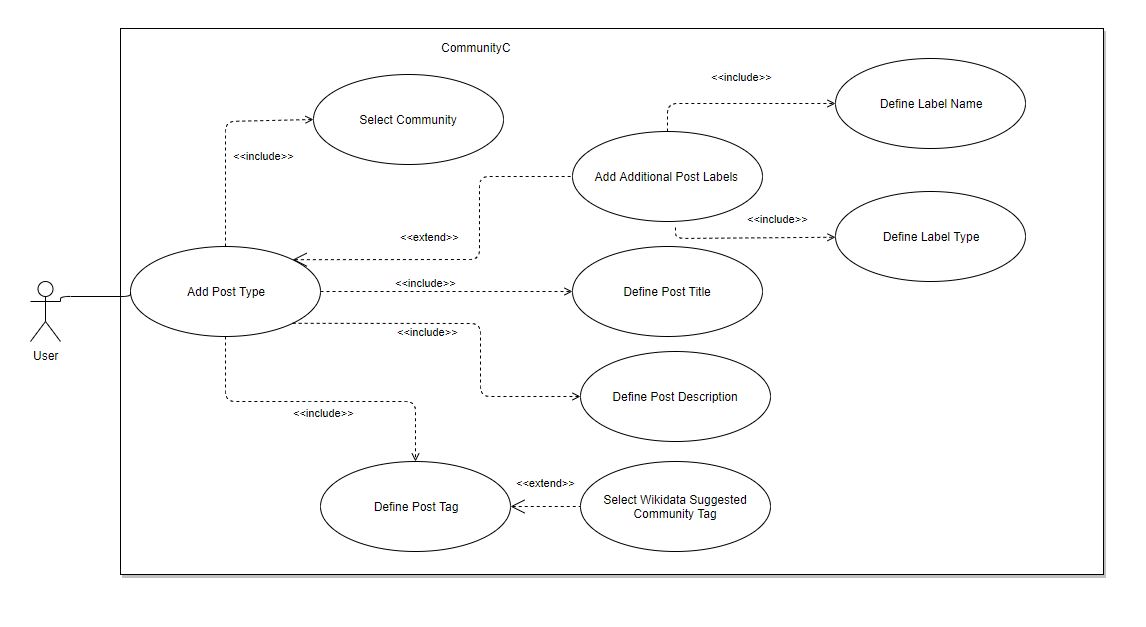 CommunityC
<<include>>
Define Label Name
Select Community
<<include>>
Add Additional Post Labels
<<include>>
Define Label Type
<<extend>>
Add Post Type
<<include>>
Define Post Title
<<include>>
User
Define Post Description
<<include>>
<<extend>>
Select Wikidata Suggested
Community Tag
Define Post Tag